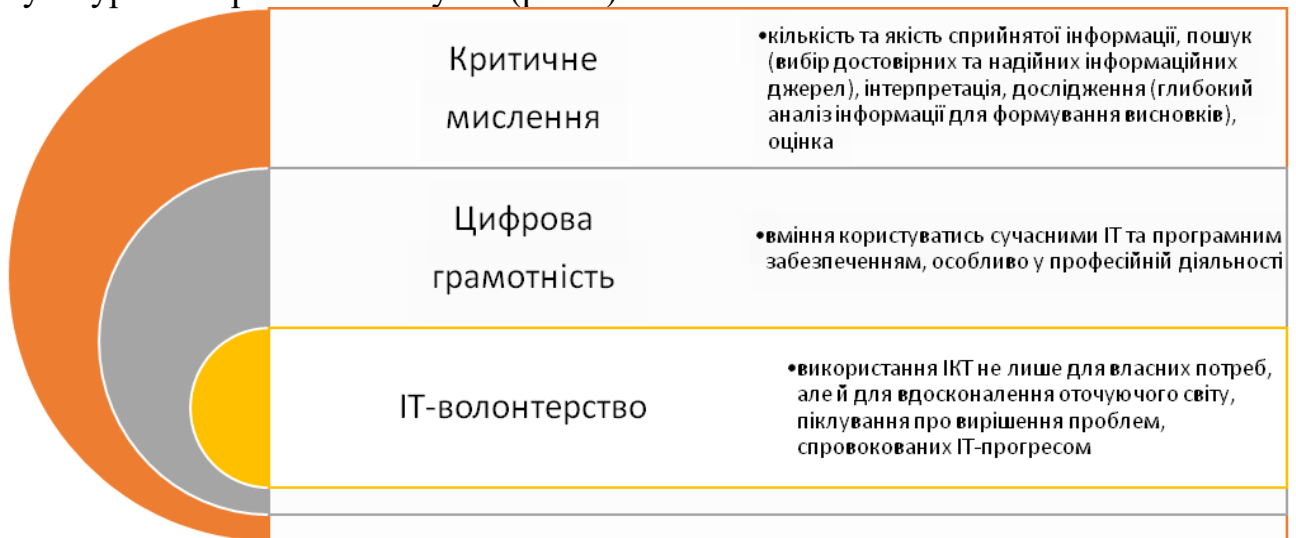 Критичне
мислення
•кількість та якість сприйнятої інформації, пошук
(вибір достовірних та надійних інформаційних
джерел), інтерпретація, дослідження (глибокий
аналіз інформації для формування висновків),
оцінка
Цифрова
грамотність
•вміння користуватись сучасними ІТ та програмним
забезпеченням, особливо у професійній діяльності
ІТ-волонтерство
•використання ІКТ не лише для власних потреб,
але й для вдосконалення оточуючого світу,
піклування про вирішення проблем,
спровокованих ІТ-прогресом